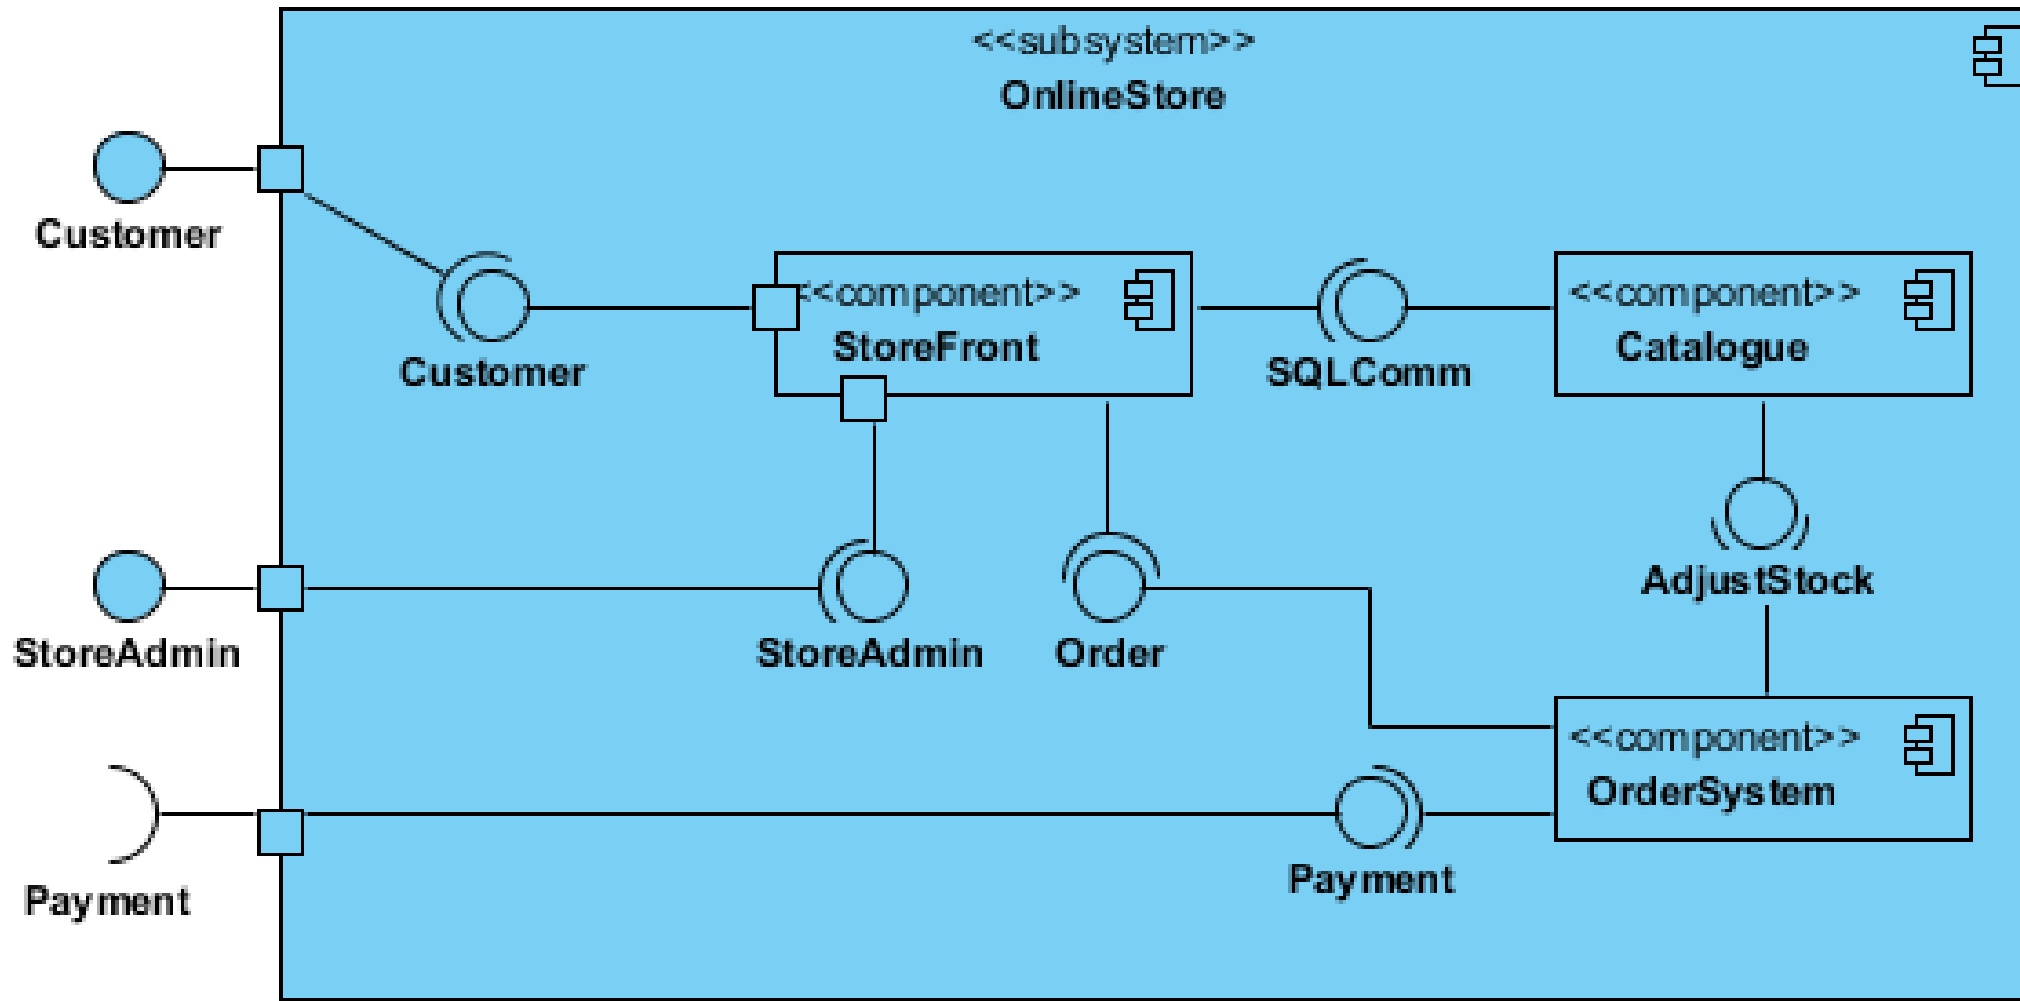 <<subsystem>>
OnlineStore
Customer
<<component>>
StoreFront
Customer
SQLComm
<<component>>
Catalogue
StoreAdmin
StoreAdmin
Order
AdjustStock
Payment
Payment
<<component>>
OrderSystem